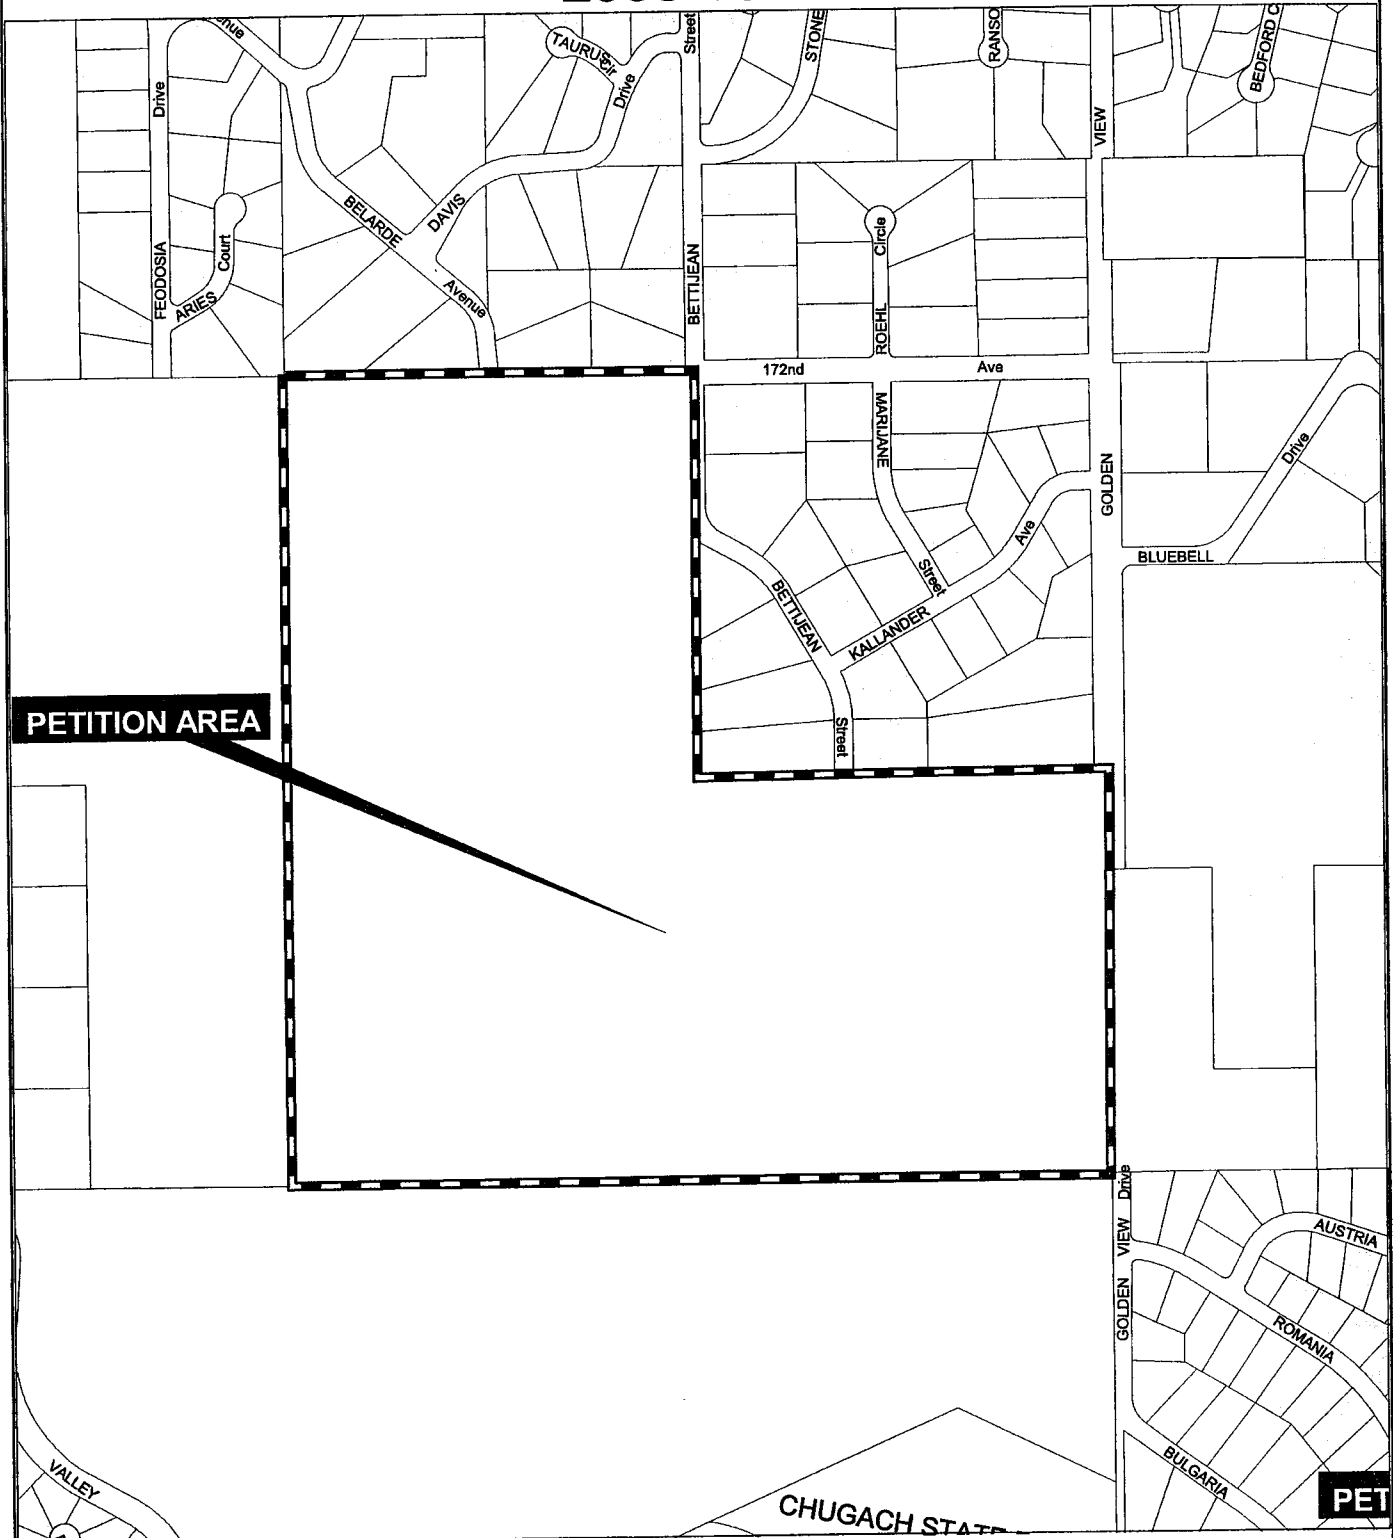 enue
TAURUS
Cir
Drive
Street
STONE
RANSO
VIEW
BEDFORD C
Drive
BELARDE
DAVIS
FEODOSIA
Court
ARIES
Avenue
BETTIJEAN
Circle
ROEHL
172nd Ave
MARIJANE
Street
GOLDEN
Drive
BLUEBELL
Ave
KALLANDER
BETTIJEAN
Street
PETITION AREA
Drive
VIEW
GOLDEN
AUSTRIA
ROMANIA
BULGARIA
VALLEY
CHUGACH STATE
PET